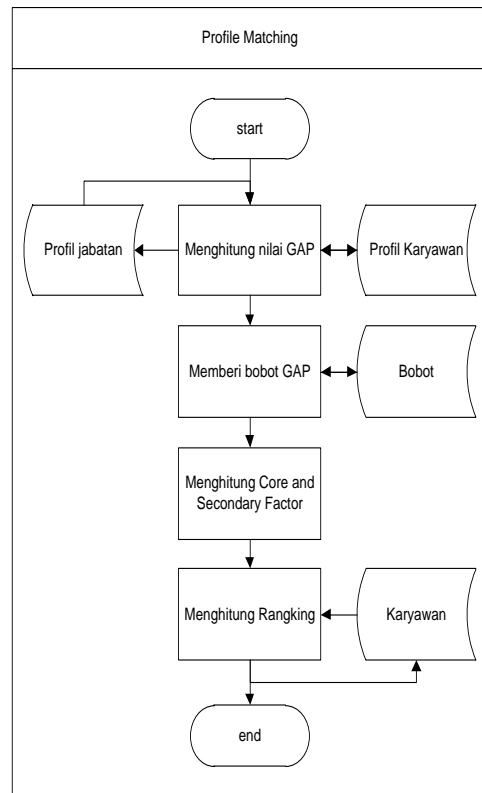 Profile Matching
start
Profil jabatan
Menghitung nilai GAP
Profil Karyawan
Memberi bobot GAP
Bobot
Menghitung Core and
Secondary Factor
Menghitung Rangking
Karyawan
end